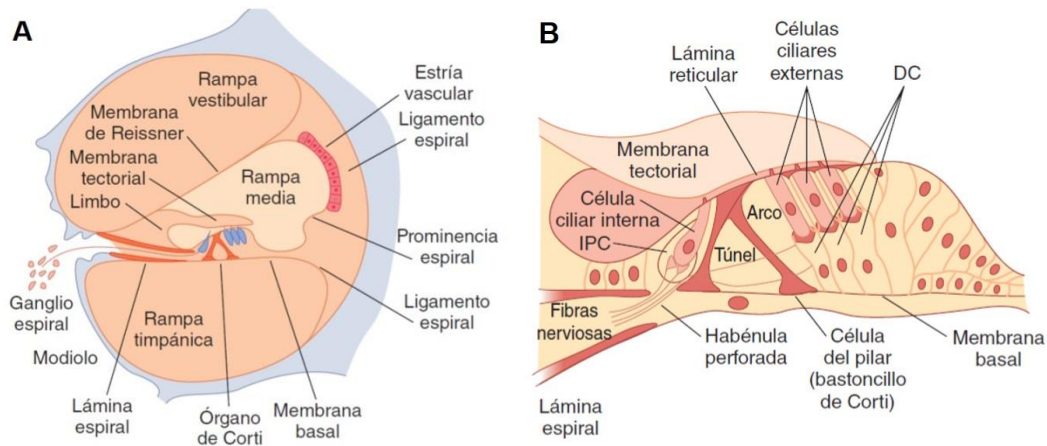 A
Rampa
vestibular
Membrana
de Reissner
Membrana
tectorial
Limbo
Rampa
media
Estría
vascular
Ligamento
espiral
Prominencia
espiral
Ligamento
espiral
Ganglio
espiral
Modiolo
Rampa
timpánica
Lámina
espiral
Órgano
de Corti
Membrana
basal
B
Lámina
reticular
Células
ciliares
externas
DC
Membrana
tectorial
Célula
ciliar interna
IPC
Arco
Túnel
Fibras
nerviosas
Habénula
perforada
Célula
del pilar
(bastoncillo
de Corti)
Membrana
basal
Lámina
espiral